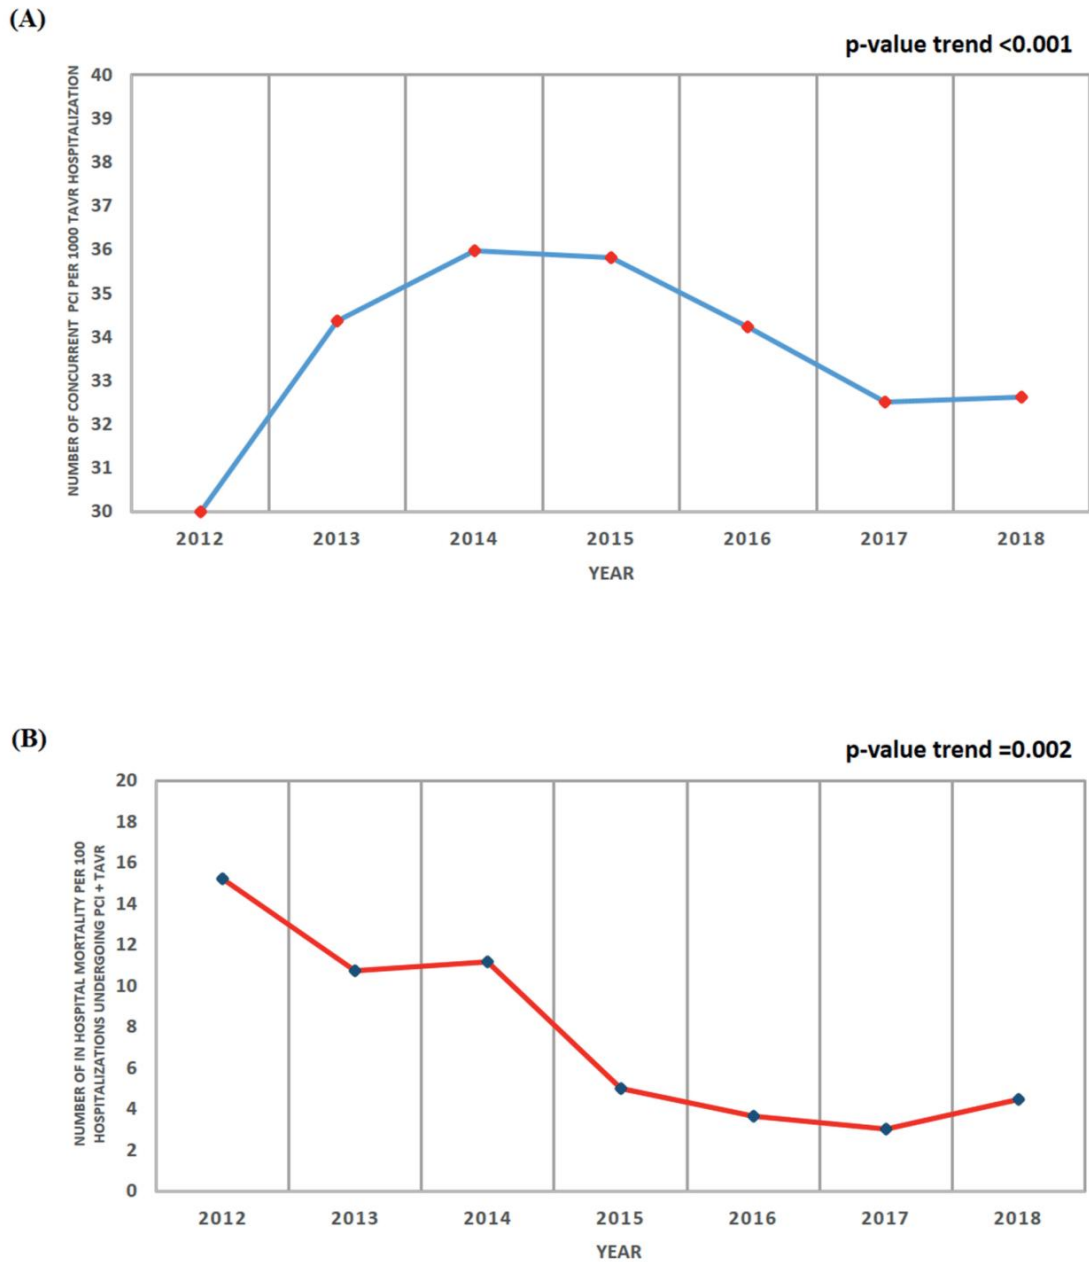 (A)
p-value trend <0.001
NUMBER OF CONCURRENT PCI PER 1000 TAVR HOSPITALIZATION
40
39
38
37
36
35
34
33
32
31
30
2012 2013 2014 2015 2016 2017 2018
YEAR
(B)
p-value trend =0.002
NUMBER OF IN HOSPITAL MORTALITY PER 100
HOSPITALIZATIONS UNDERGOING PCI + TAVR
20
18
16
14
12
10
8
6
4
2
0
2012 2013 2014 2015 2016 2017 2018
YEAR